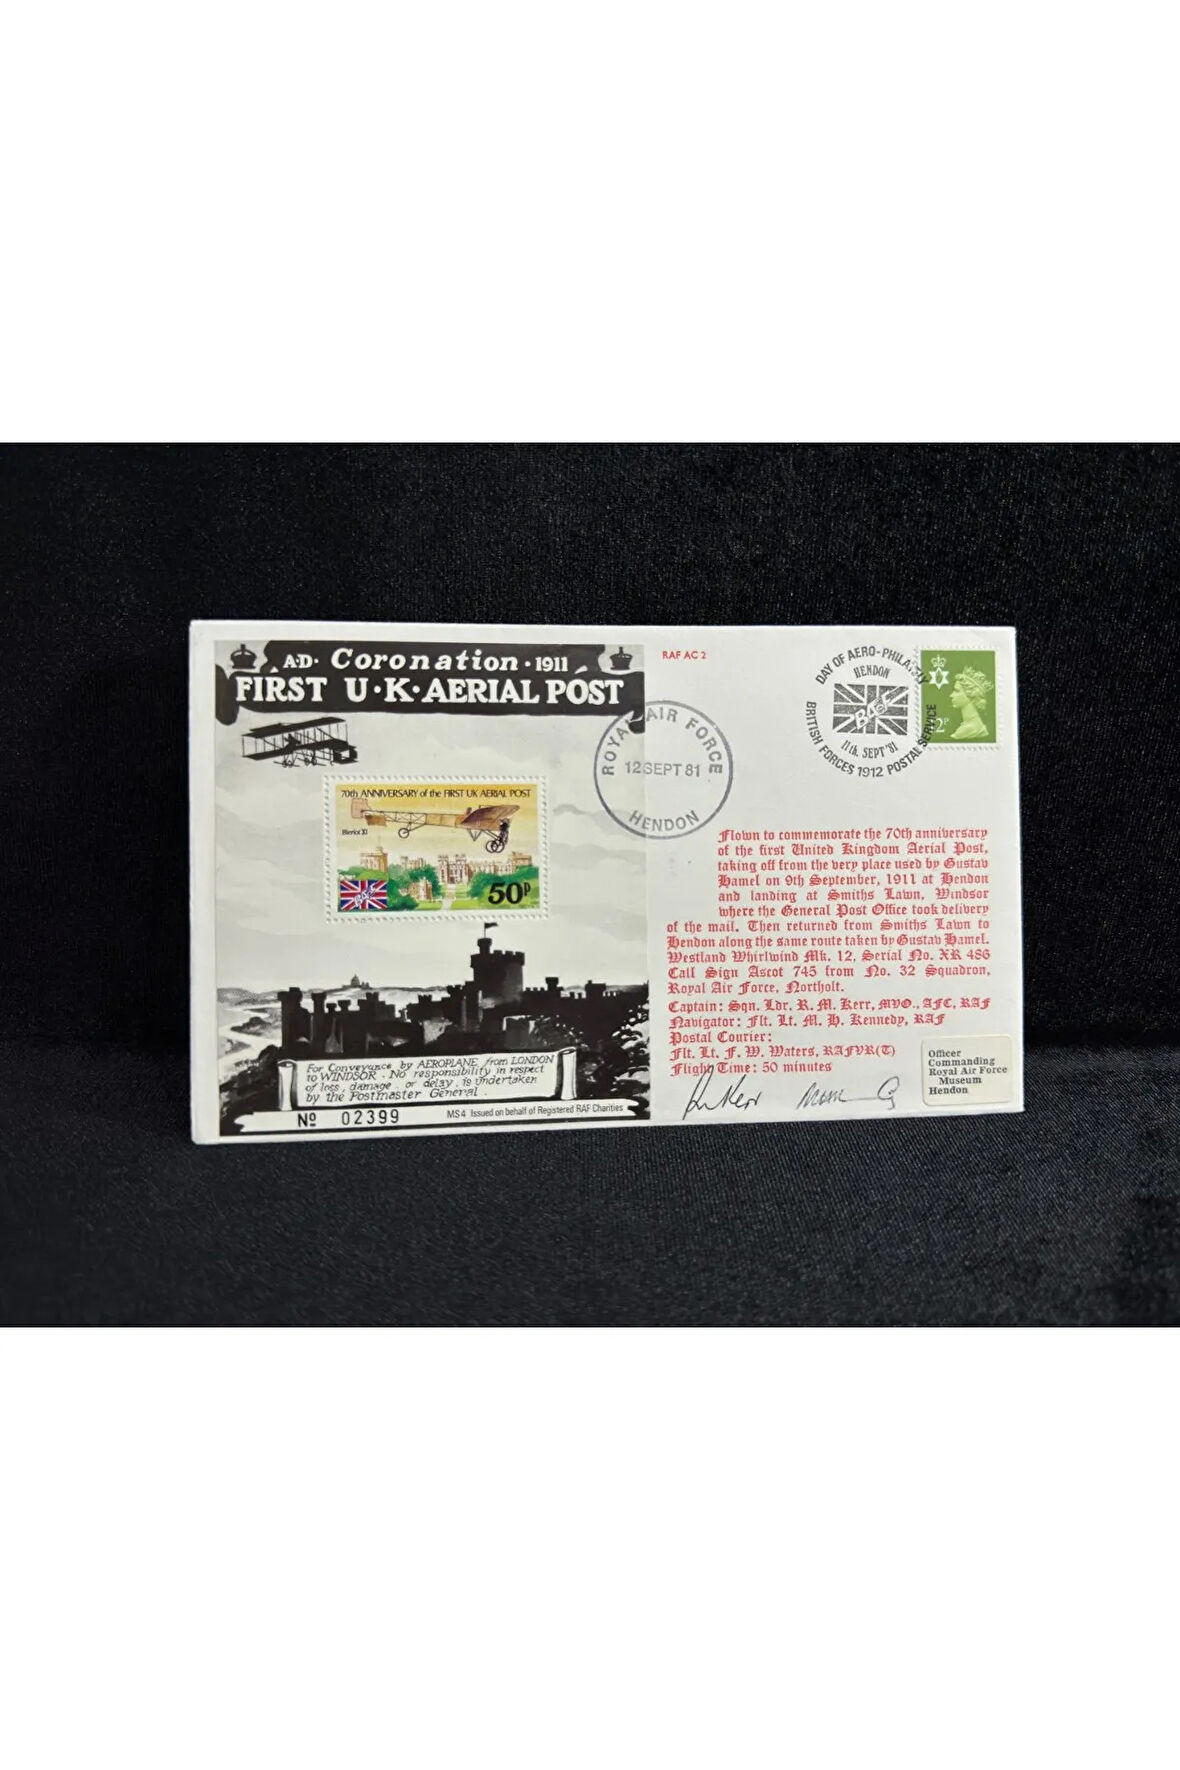 A·D· Coronation · 1911
FIRST U·K·AERIAL POST
70th ANNIVERSARY of the FIRST UK AERIAL POST
Bleriot XI
BAPF
50P
For Conveyance by AEROPLANE from LONDON
to WINDSOR · No responsibility in respect
of loss, damage, or delay, is undertaken
by the Postmaster General.
Nº 02399
MS4 Issued on behalf of Registered RAF Charities
RAF AC 2
ROYAL AIR FORCE
12 SEPT 81
HENDON
DAY OF AERO-PHILATELY
HENDON
11th. SEPT '81
BRITISH FORCES 1912 POSTAL SERVICE
Flown to commemorate the 70th anniversary
of the first United Kingdom Aerial Post,
taking off from the very place used by Gustav
Hamel on 9th September, 1911 at Hendon
and landing at Smiths Lawn, Windsor
where the General Post Office took delivery
of the mail. Then returned from Smiths Lawn to
Hendon along the same route taken by Gustav Hamel.
Westland Whirlwind Mk. 12, Serial No. XR 486
Call Sign Ascot 745 from No. 32 Squadron,
Royal Air Force, Northolt.
Captain: Sqn. Ldr. R. M. Kerr, MVO., AFC, RAF
Navigator: Flt. Lt. M. H. Kennedy, RAF
Postal Courier:
Flt. Lt. F. W. Waters, RAFVR(T)
Flight Time: 50 minutes
Officer
Commanding
Royal Air Force
Museum
Hendon